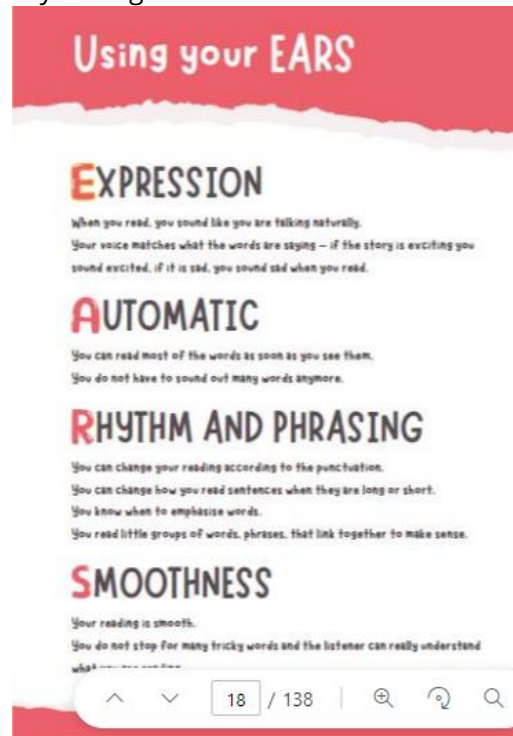 Using your EARS
EXPRESSION
When you read, you sound like you are talking naturally.
Your voice matches what the words are saying – if the story is exciting you
sound excited, if it is sad, you sound sad when you read.
AUTOMATIC
You can read most of the words as soon as you see them.
You do not have to sound out many words anymore.
RHYTHM AND PHRASING
You can change your reading according to the punctuation.
You can change how you read sentences when they are long or short.
You know when to emphasise words.
You read little groups of words, phrases, that link together to make sense.
SMOOTHNESS
Your reading is smooth.
You do not stop for many tricky words and the listener can really understand
what
18 / 138